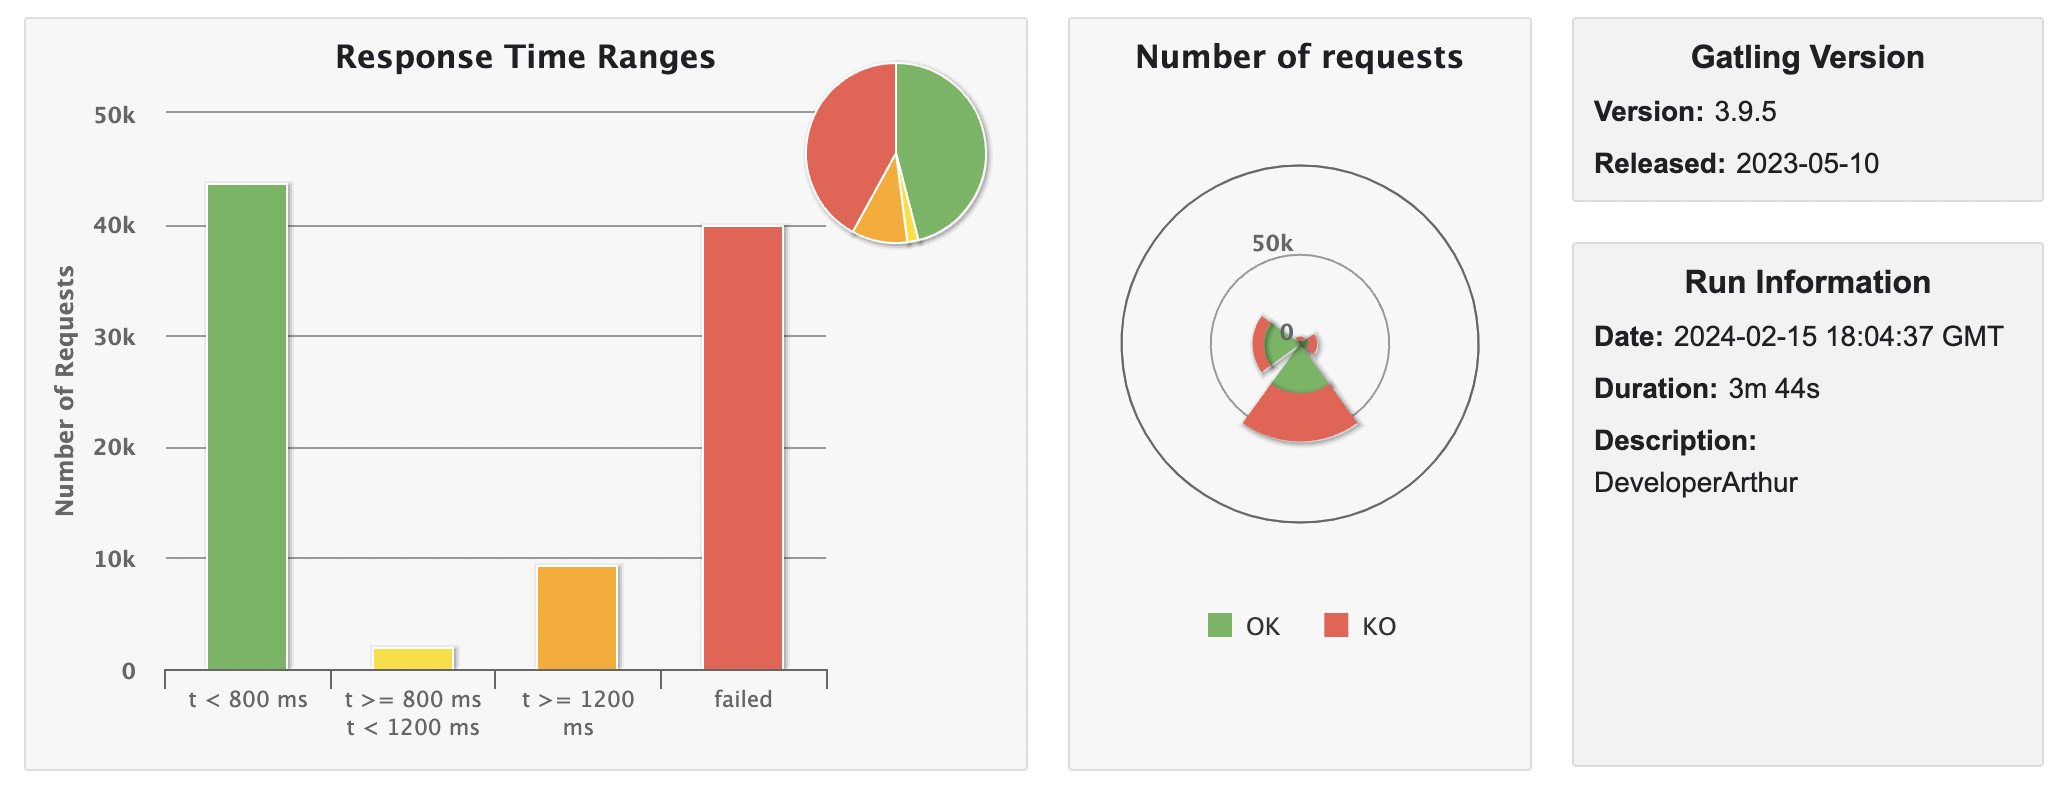 Response Time Ranges
50k
40k
30k
20k
10k
0
Number of Requests
t < 800 ms
t >= 800 ms
t < 1200 ms
t >= 1200
ms
failed
Number of requests
50k
0
OK
KO
Gatling Version
Version: 3.9.5
Released: 2023-05-10
Run Information
Date: 2024-02-15 18:04:37 GMT
Duration: 3m 44s
Description:
DeveloperArthur